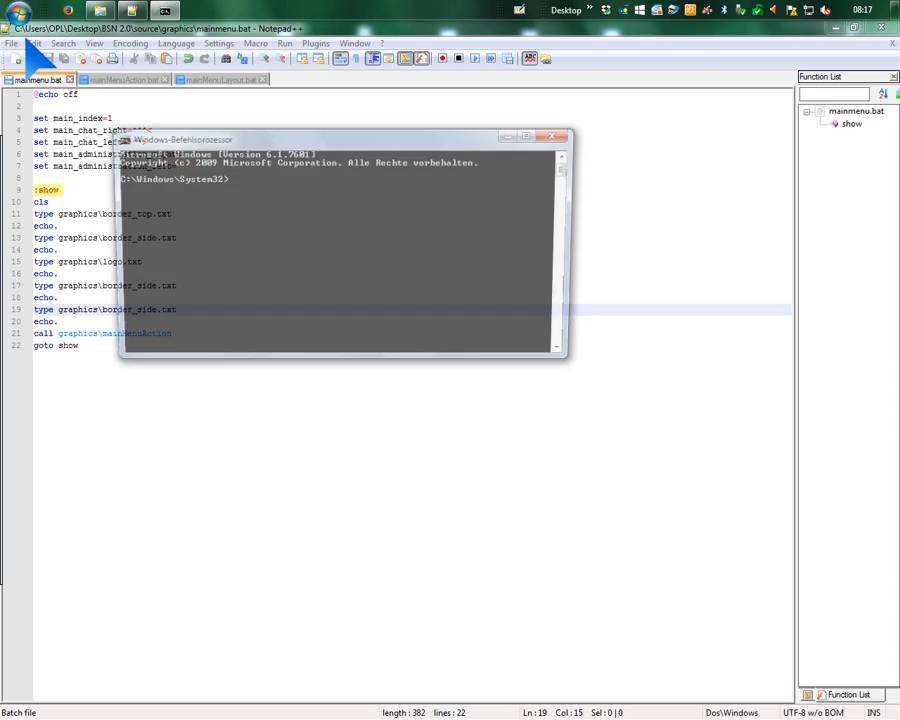 Desktop
08:17
C:\Users\OPL\Desktop\BSN 2.0\source\graphics\mainmenu.bat - Notepad++
File Search View Encoding Language Settings Macro Run Plugins Window X
mainmenu.bat mainMenuAction.bat mainMenuLayout.bat
Function List
mainmenu.bat
show
1 @echo off
2
3 set main_index=1
4 set main_chat_right=
5 set main_chat_le
6 set main_administ
7 set main_administ
8
9 :show
10 cls
11 type graphics\border_top.txt
12 echo.
13 type graphics\border_side.txt
14 echo.
15 type graphics\logo.txt
16 echo.
17 type graphics\border_side.txt
18 echo.
19 type graphics\border_side.txt
20 echo.
21 call graphics\mainMenuAction
22 goto show
Windows-Befehlsprozessor
Microsoft Windows [Version 6.1.7601]
Copyright (c) 2009 Microsoft Corporation. Alle Rechte vorbehalten.
C:\Windows\System32>
Function List
Batch file length : 382 lines : 22 Ln : 19 Col : 15 Sel : 0 | 0 Dos\Windows UTF-8 w/o BOM INS